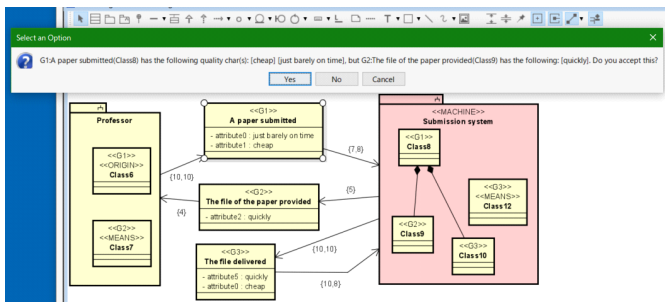 Select an Option
G1:A paper submitted(Class8) has the following quality char(s): [cheap] [just barely on time], but G2:The file of the paper provided(Class9) has the following: [quickly]. Do you accept this?
Yes No Cancel
Professor
<<G1>>
<<ORIGIN>>
Class6
<<G2>>
<<MEANS>>
Class7
<<G1>>
A paper submitted
- attribute0 : just barely on time
- attribute1 : cheap
{7,8}
{10,10}
<<G2>>
The file of the paper provided
- attribute2 : quickly
{5}
{4}
<<G3>>
The file delivered
- attribute5 : quickly
- attribute0 : cheap
{10,10}
{10,8}
<<MACHINE>>
Submission system
<<G1>>
Class8
<<G3>>
<<MEANS>>
Class12
<<G2>>
Class9
<<G3>>
Class10